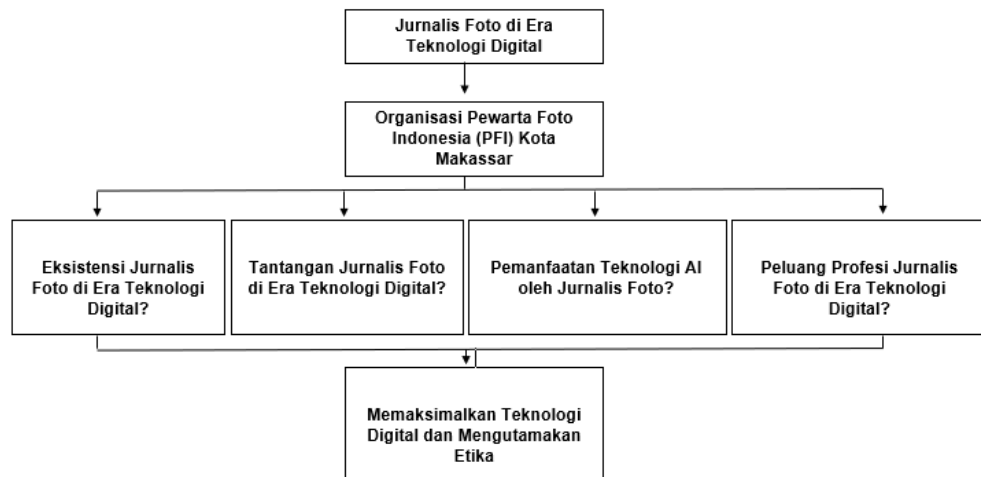 Jurnalis Foto di Era
Teknologi Digital
Organisasi Pewarta Foto
Indonesia (PFI) Kota
Makassar
Eksistensi Jurnalis
Foto di Era Teknologi
Digital?
Tantangan Jurnalis Foto
di Era Teknologi Digital?
Pemanfaatan Teknologi AI
oleh Jurnalis Foto?
Peluang Profesi Jurnalis
Foto di Era Teknologi
Digital?
Memaksimalkan Teknologi
Digital dan Mengutamakan
Etika